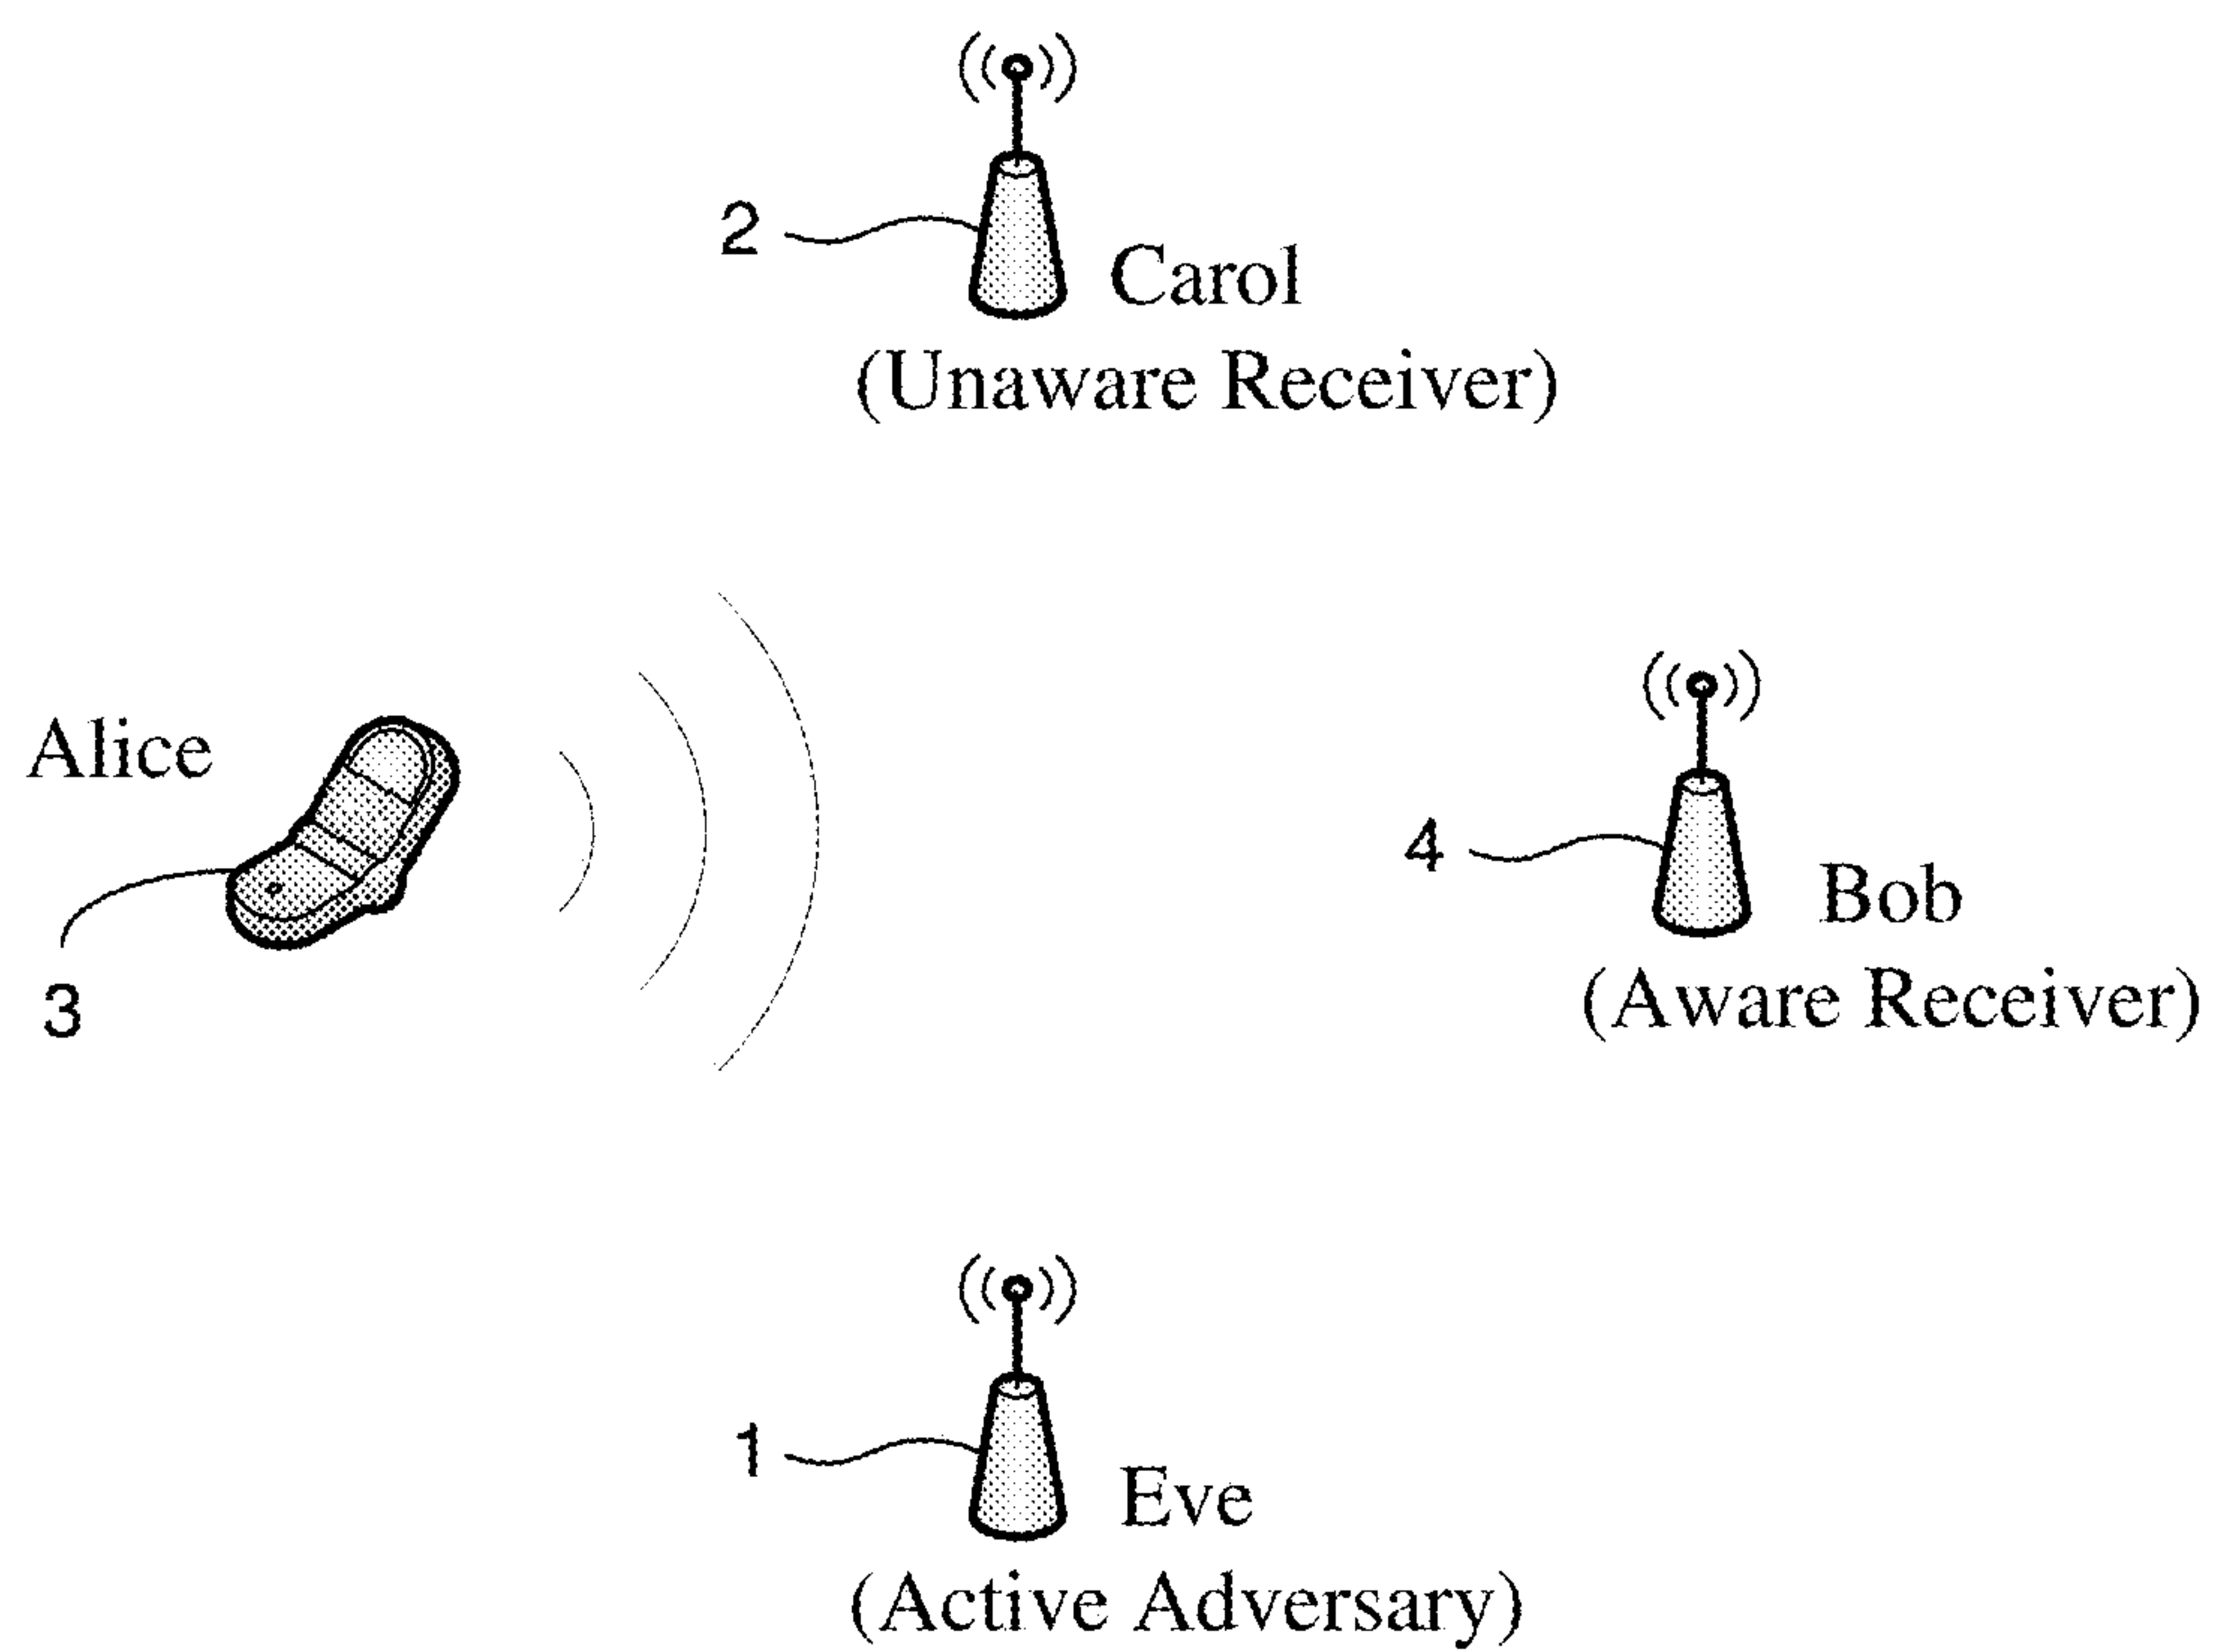 2
Carol
(Unaware Receiver)
Alice
3
4
Bob
(Aware Receiver)
1
Eve
(Active Adversary)